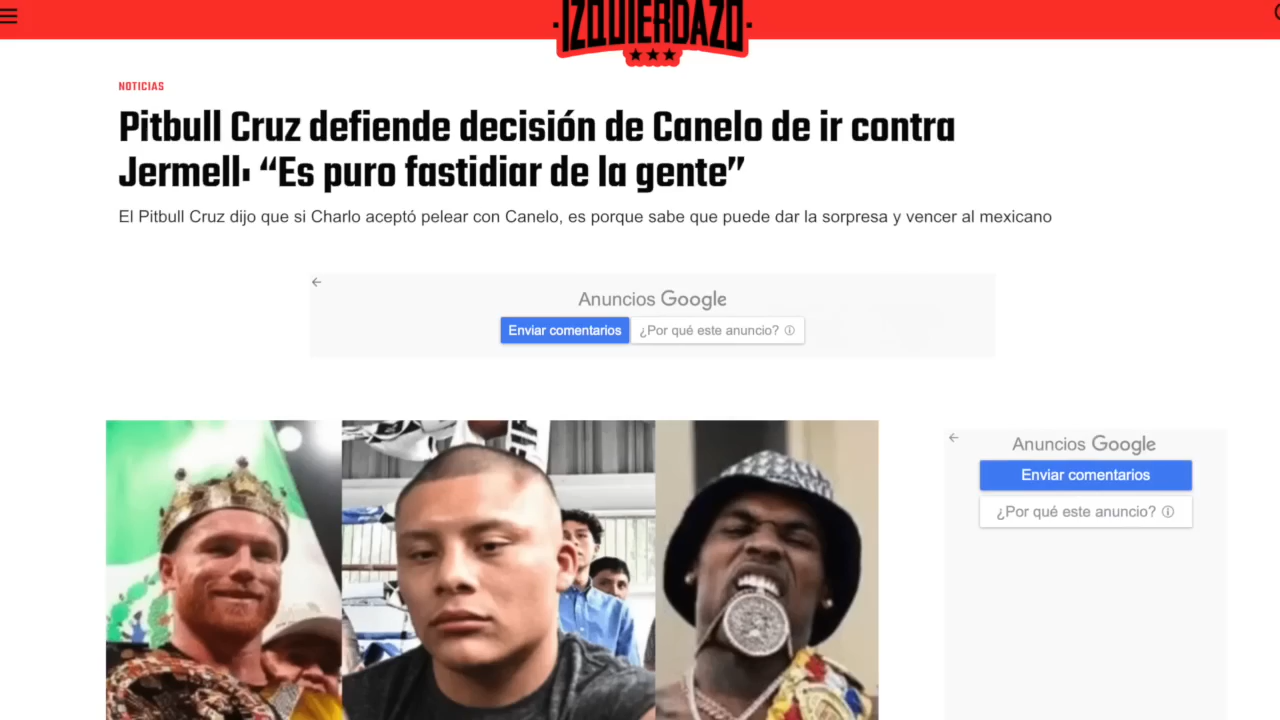 IZQUIERDAZO
NOTICIAS
Pitbull Cruz defiende decisión de Canelo de ir contra
Jermell: “Es puro fastidiar de la gente”
El Pitbull Cruz dijo que si Charlo aceptó pelear con Canelo, es porque sabe que puede dar la sorpresa y vencer al mexicano
Anuncios Google
Enviar comentarios
¿Por qué este anuncio?
Anuncios Google
Enviar comentarios
¿Por qué este anuncio?